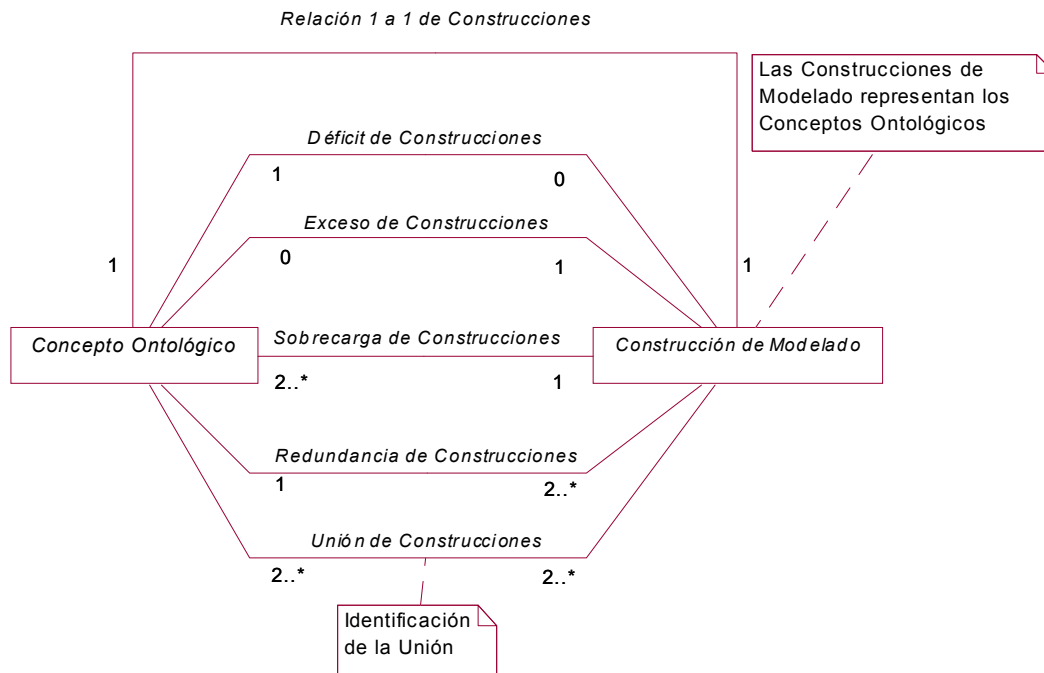 Relación 1 a 1 de Construcciones
Las Construcciones de
Modelado representan los
Conceptos Ontológicos
Déficit de Construcciones
1 0
Exceso de Construcciones
0 1
1 1
Concepto Ontológico
Sobrecarga de Construcciones
Construcción de Modelado
2..* 1
Redundancia de Construcciones
1 2..*
Unión de Construcciones
2..* 2..*
Identificación
de la Unión